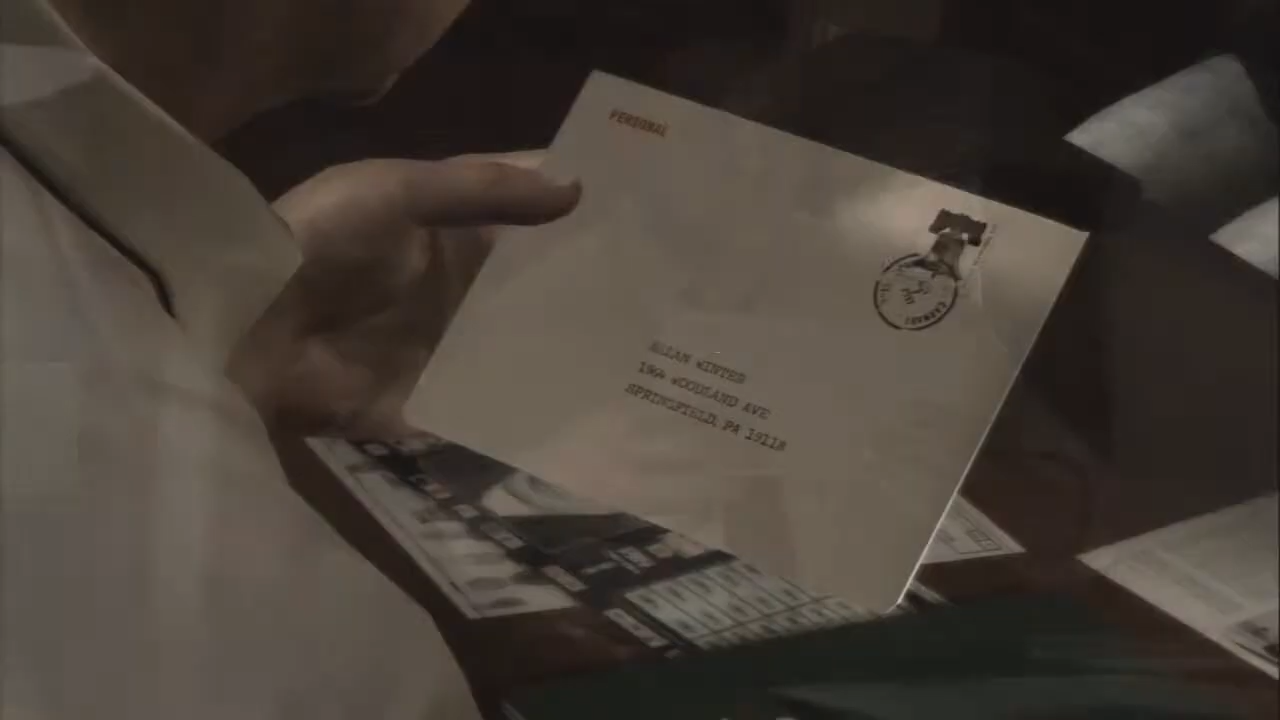 PERSONAL
ALLAN WINTER
1964 WOODLAND AVE
SPRINGFIELD, PA 19118